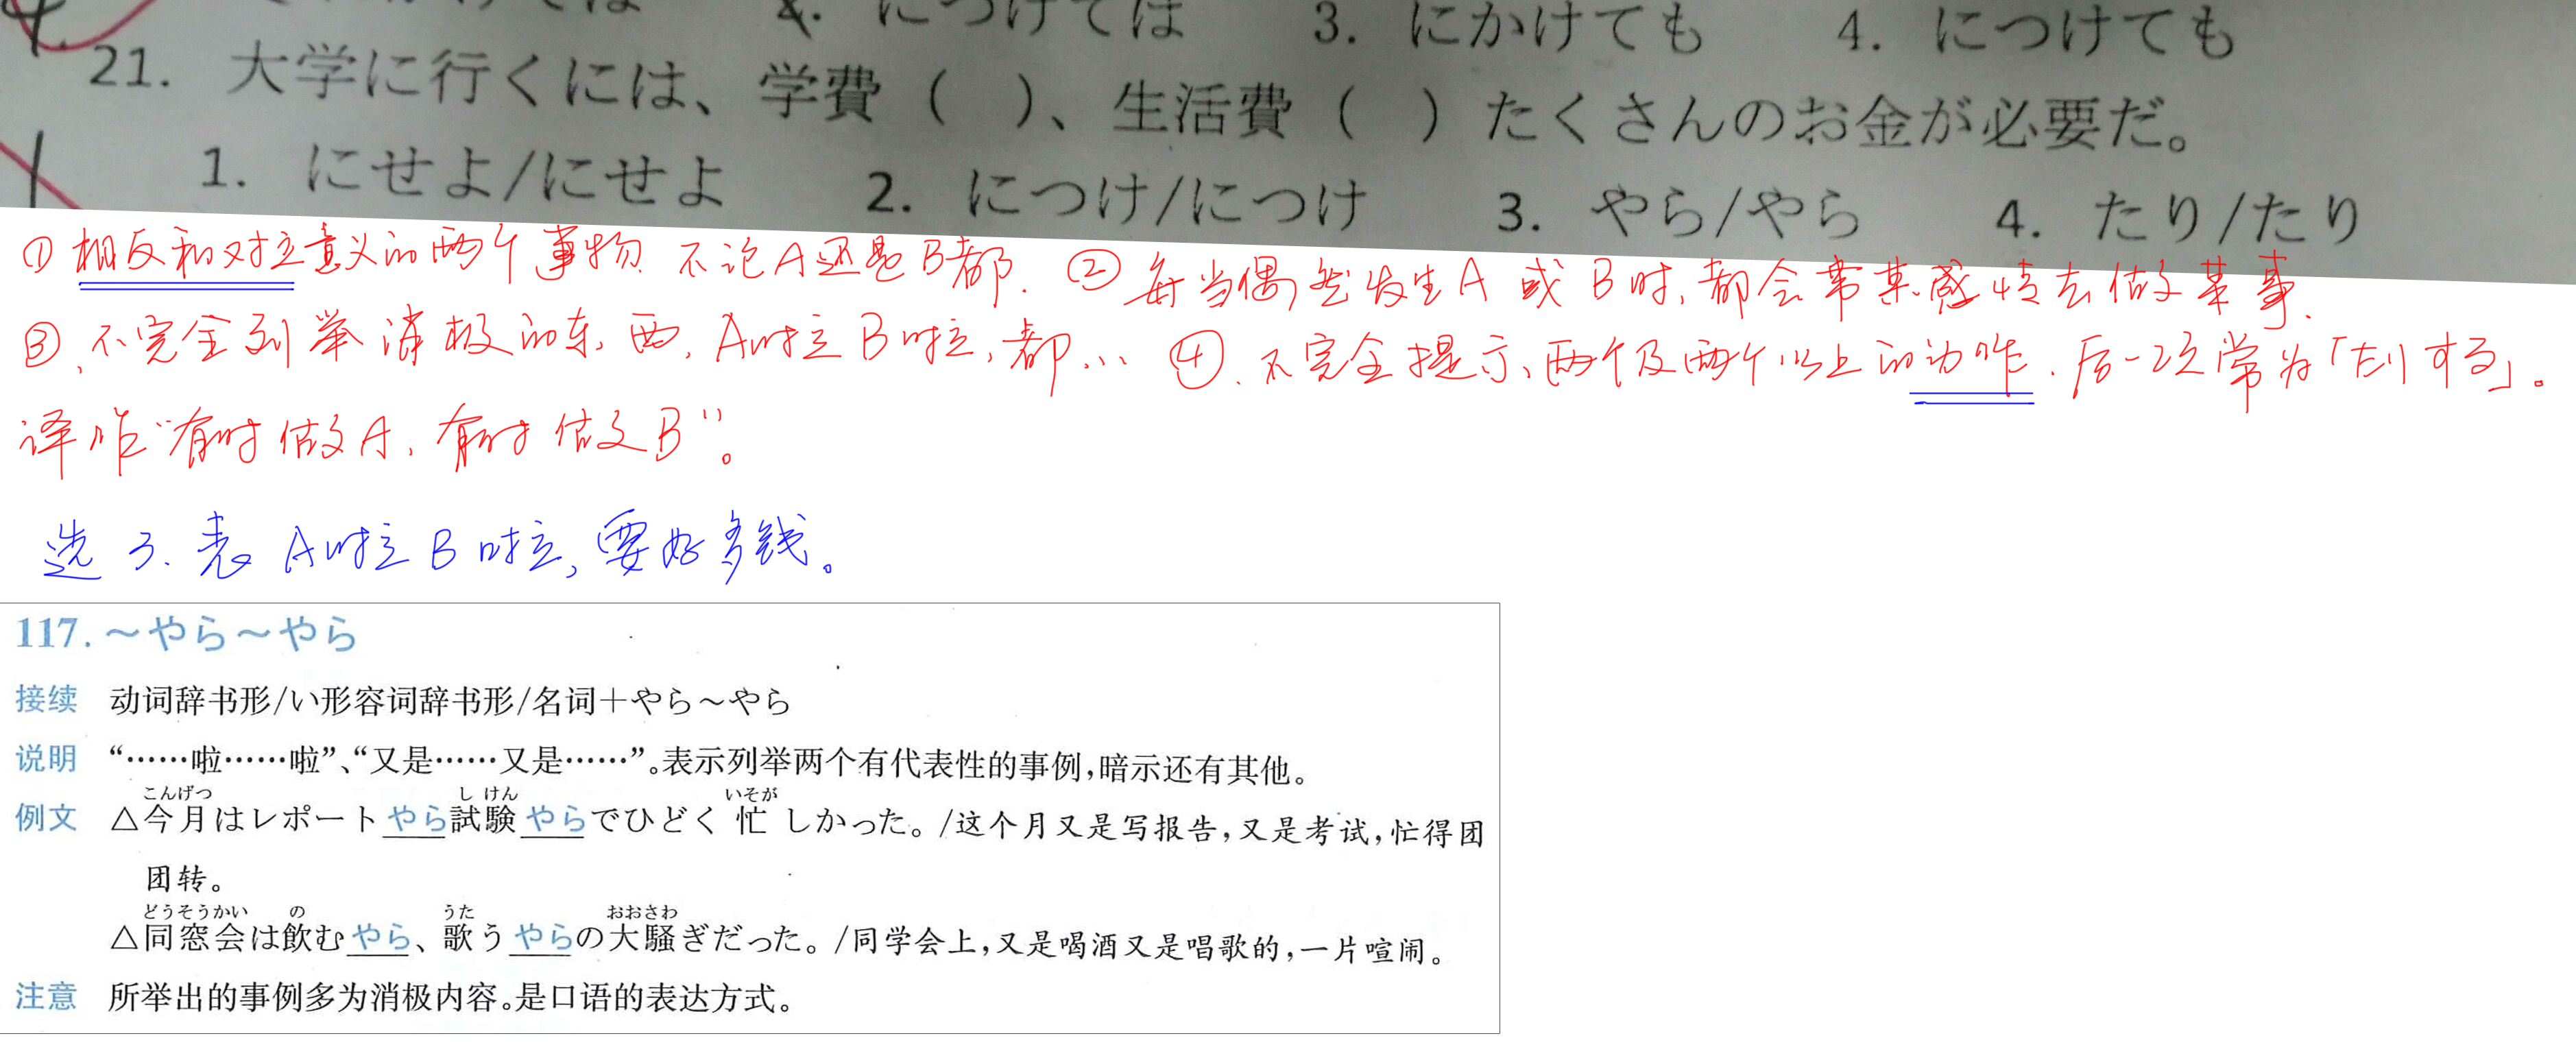 につけては 3. にかけても 4. につけても
21. 大学に行くには、学費（ ）、生活費（ ）たくさんのお金が必要だ。
1. にせよ/にせよ 2. につけ/につけ 3. やら/やら 4. たり/たり
① 相反和对立意义的两个事物 不论A还是B都. ② 每当偶然发生A 或 B时, 都会带某感情去做某事.
③, 不完全列举消极的东西, A啦B啦, 都… ④. 不完全提示, 两个及两个以上的动作. 后一次常为「たりする」。
译作“有时做A, 有时做B”。
选 3. 表 A啦B啦, 要好多钱。
117. ～やら～やら
接续 动词辞书形/い形容词辞书形/名词＋やら～やら
说明 “……啦……啦”、“又是……又是……”。表示列举两个有代表性的事例,暗示还有其他。
こんげつ し けん いそが
例文 △今月はレポートやら試験やらでひどく忙しかった。/这个月又是写报告,又是考试,忙得团
团转。
どうそうかい の うた おおさわ
△同窓会は飲むやら、歌うやらの大騒ぎだった。/同学会上,又是喝酒又是唱歌的,一片喧闹。
注意 所举出的事例多为消极内容。是口语的表达方式。